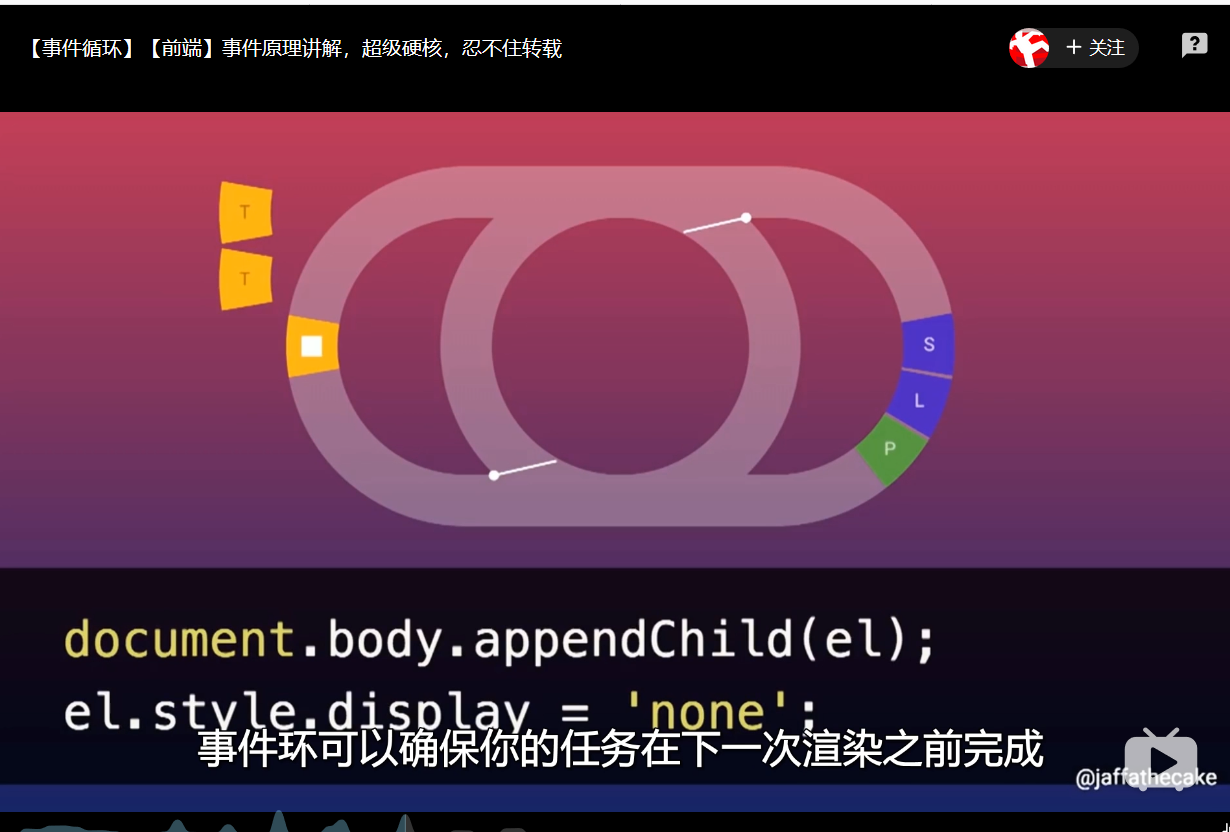 【事件循环】【前端】事件原理讲解，超级硬核，忍不住转载
+ 关注
?
T
T
S
L
P
document.body.appendChild(el);
el.style.display = 'none';
事件环可以确保你的任务在下一次渲染之前完成
@jaffathecake